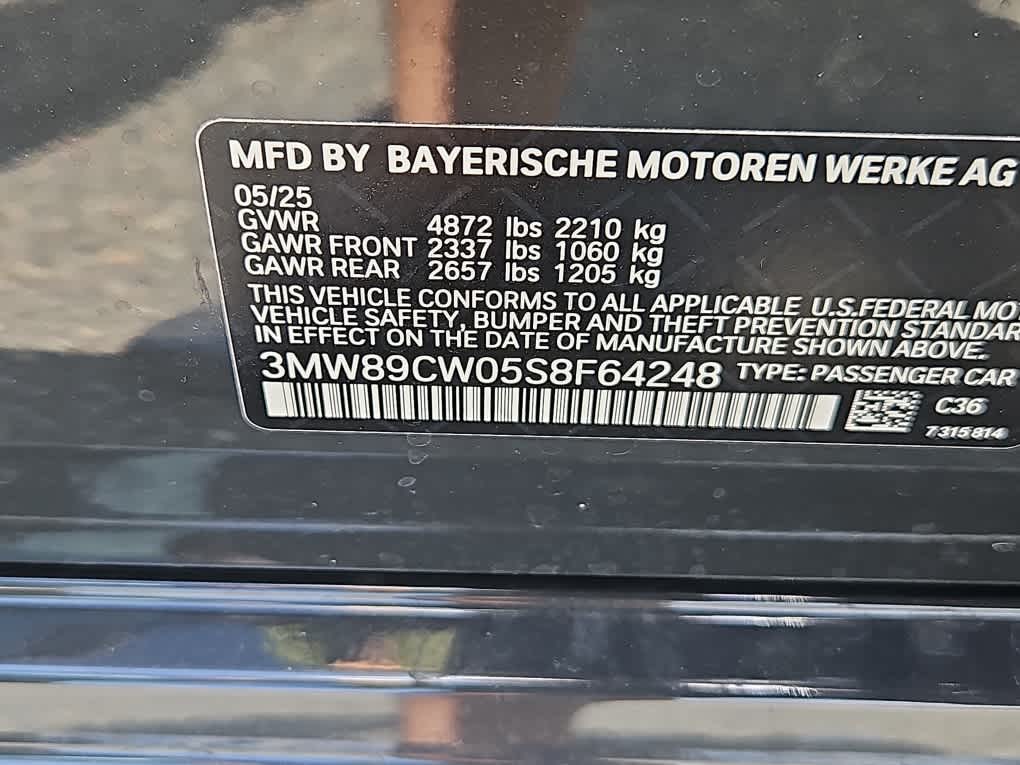 MFD BY BAYERISCHE MOTOREN WERKE AG
05/25
GVWR 4872 lbs 2210 kg
GAWR FRONT 2337 lbs 1060 kg
GAWR REAR 2657 lbs 1205 kg
THIS VEHICLE CONFORMS TO ALL APPLICABLE U.S.FEDERAL MOT
VEHICLE SAFETY, BUMPER AND THEFT PREVENTION STANDAR
IN EFFECT ON THE DATE OF MANUFACTURE SHOWN ABOVE.
3MW89CW05S8F64248 TYPE: PASSENGER CAR
C36
7315814